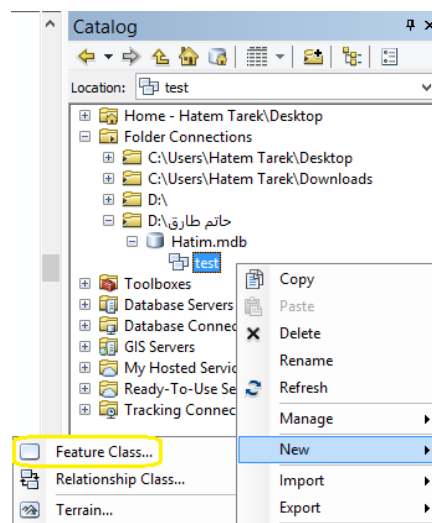 Catalog
Location: test
Home - Hatem Tarek\Desktop
Folder Connections
C:\Users\Hatem Tarek\Desktop
C:\Users\Hatem Tarek\Downloads
D:\
D:\حاتم طارق
Hatim.mdb
test
Toolboxes
Database Servers
Database Connec
GIS Servers
My Hosted Servic
Ready-To-Use Se
Tracking Connec
Copy
Paste
Delete
Rename
Refresh
Manage
New
Import
Export
Feature Class...
Relationship Class...
Terrain...